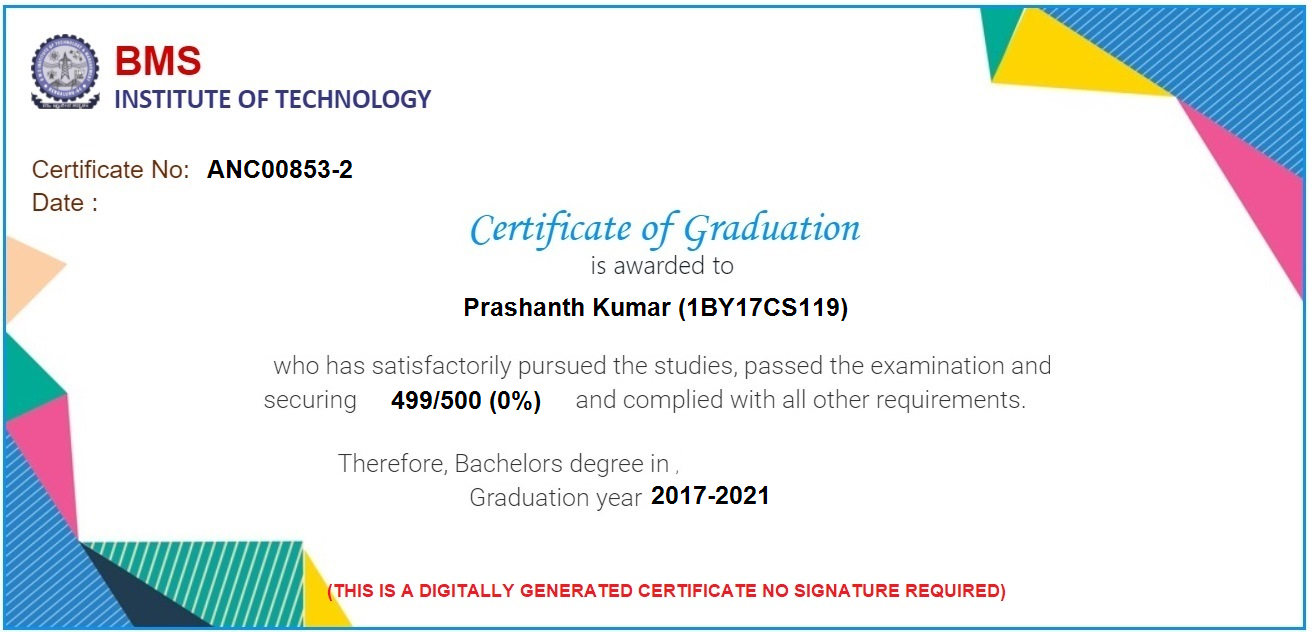 BMS
INSTITUTE OF TECHNOLOGY
Certificate No: ANC00853-2
Date :
Certificate of Graduation
is awarded to
Prashanth Kumar (1BY17CS119)
who has satisfactorily pursued the studies, passed the examination and
securing 499/500 (0%) and complied with all other requirements.
Therefore, Bachelors degree in ,
Graduation year 2017-2021
(THIS IS A DIGITALLY GENERATED CERTIFICATE NO SIGNATURE REQUIRED)